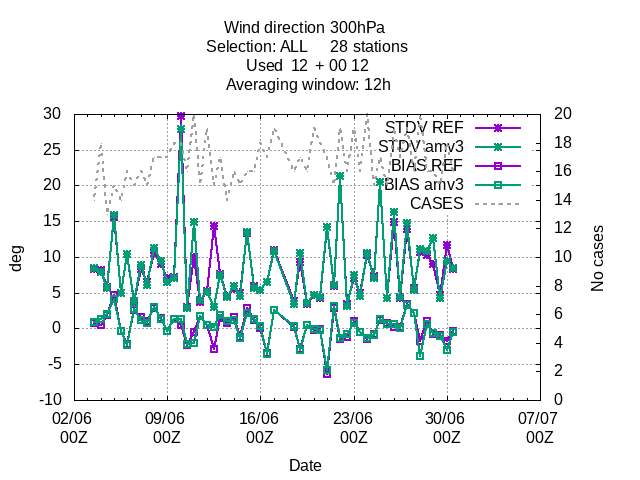 Wind direction 300hPa
Selection: ALL 28 stations
Used 12 + 00 12
Averaging window: 12h
30
25
20
15
10
5
0
-5
-10
20
18
16
14
12
10
8
6
4
2
0
deg
No cases
STDV REF
STDV amv3
BIAS REF
BIAS amv3
CASES
02/06 09/06 16/06 23/06 30/06 07/07
00Z 00Z 00Z 00Z 00Z 00Z
Date